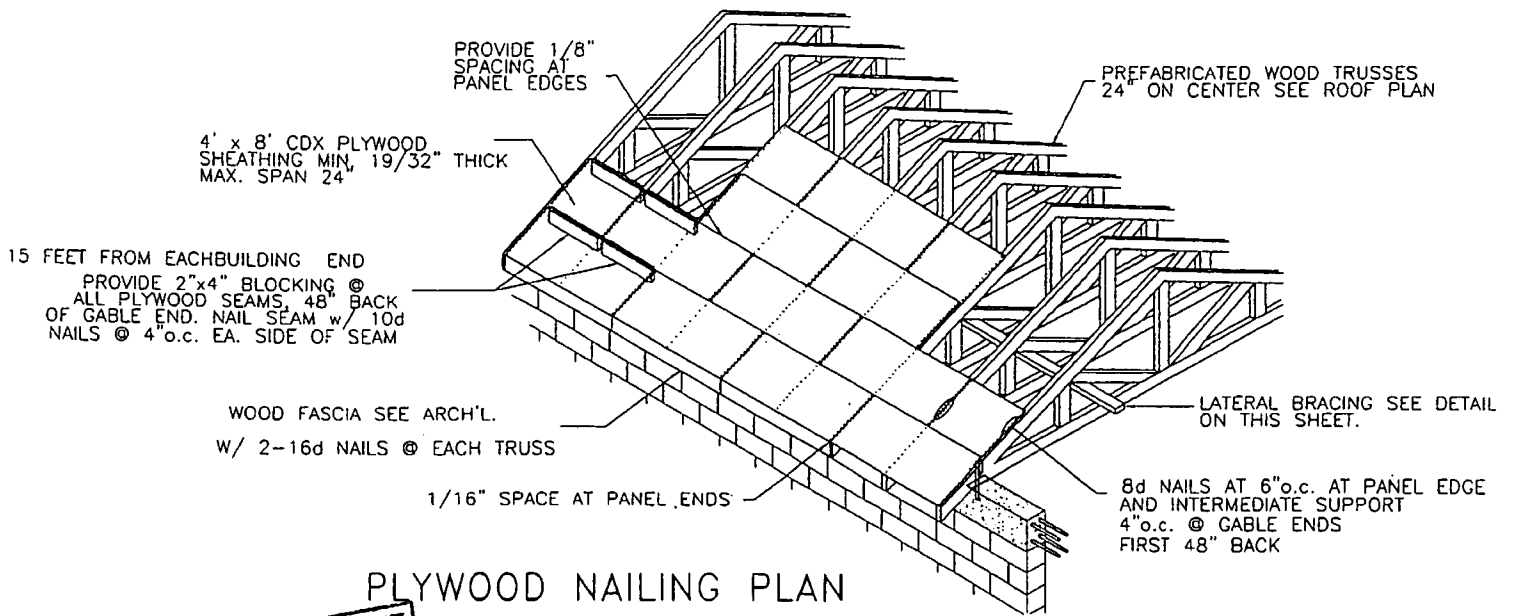 PROVIDE 1/8"
SPACING AT
PANEL EDGES
PREFABRICATED WOOD TRUSSES
24" ON CENTER SEE ROOF PLAN
4' x 8' CDX PLYWOOD
SHEATHING MIN. 19/32" THICK
MAX. SPAN 24"
15 FEET FROM EACHBUILDING END
PROVIDE 2"x4" BLOCKING @
ALL PLYWOOD SEAMS, 48" BACK
OF GABLE END. NAIL SEAM w/ 10d
NAILS @ 4"o.c. EA. SIDE OF SEAM
WOOD FASCIA SEE ARCH'L.
W/ 2-16d NAILS @ EACH TRUSS
1/16" SPACE AT PANEL ENDS
LATERAL BRACING SEE DETAIL
ON THIS SHEET.
8d NAILS AT 6"o.c. AT PANEL EDGE
AND INTERMEDIATE SUPPORT
4"o.c. @ GABLE ENDS
FIRST 48" BACK
PLYWOOD NAILING PLAN